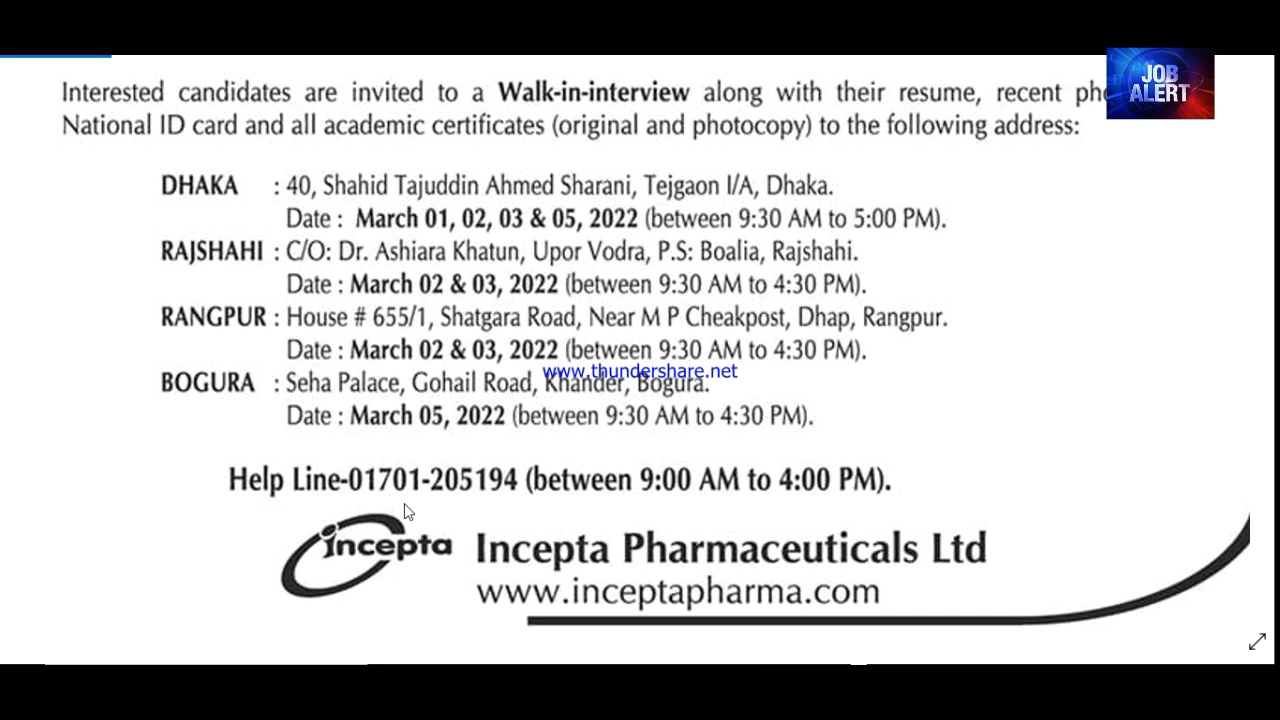 JOB
ALERT
Interested candidates are invited to a Walk-in-interview along with their resume, recent
National ID card and all academic certificates (original and photocopy) to the following address:
DHAKA : 40, Shahid Tajuddin Ahmed Sharani, Tejgaon I/A, Dhaka.
Date : March 01, 02, 03 & 05, 2022 (between 9:30 AM to 5:00 PM).
RAJSHAHI : C/O: Dr. Ashiara Khatun, Upor Vodra, P.S: Boalia, Rajshahi.
Date : March 02 & 03, 2022 (between 9:30 AM to 4:30 PM).
RANGPUR : House # 655/1, Shatgara Road, Near M P Cheakpost, Dhap, Rangpur.
Date : March 02 & 03, 2022 (between 9:30 AM to 4:30 PM).
www.thundershare.net
BOGURA : Seha Palace, Gohail Road, Khander, Bogura.
Date : March 05, 2022 (between 9:30 AM to 4:30 PM).
Help Line-01701-205194 (between 9:00 AM to 4:00 PM).
incepta Incepta Pharmaceuticals Ltd
www.inceptapharma.com